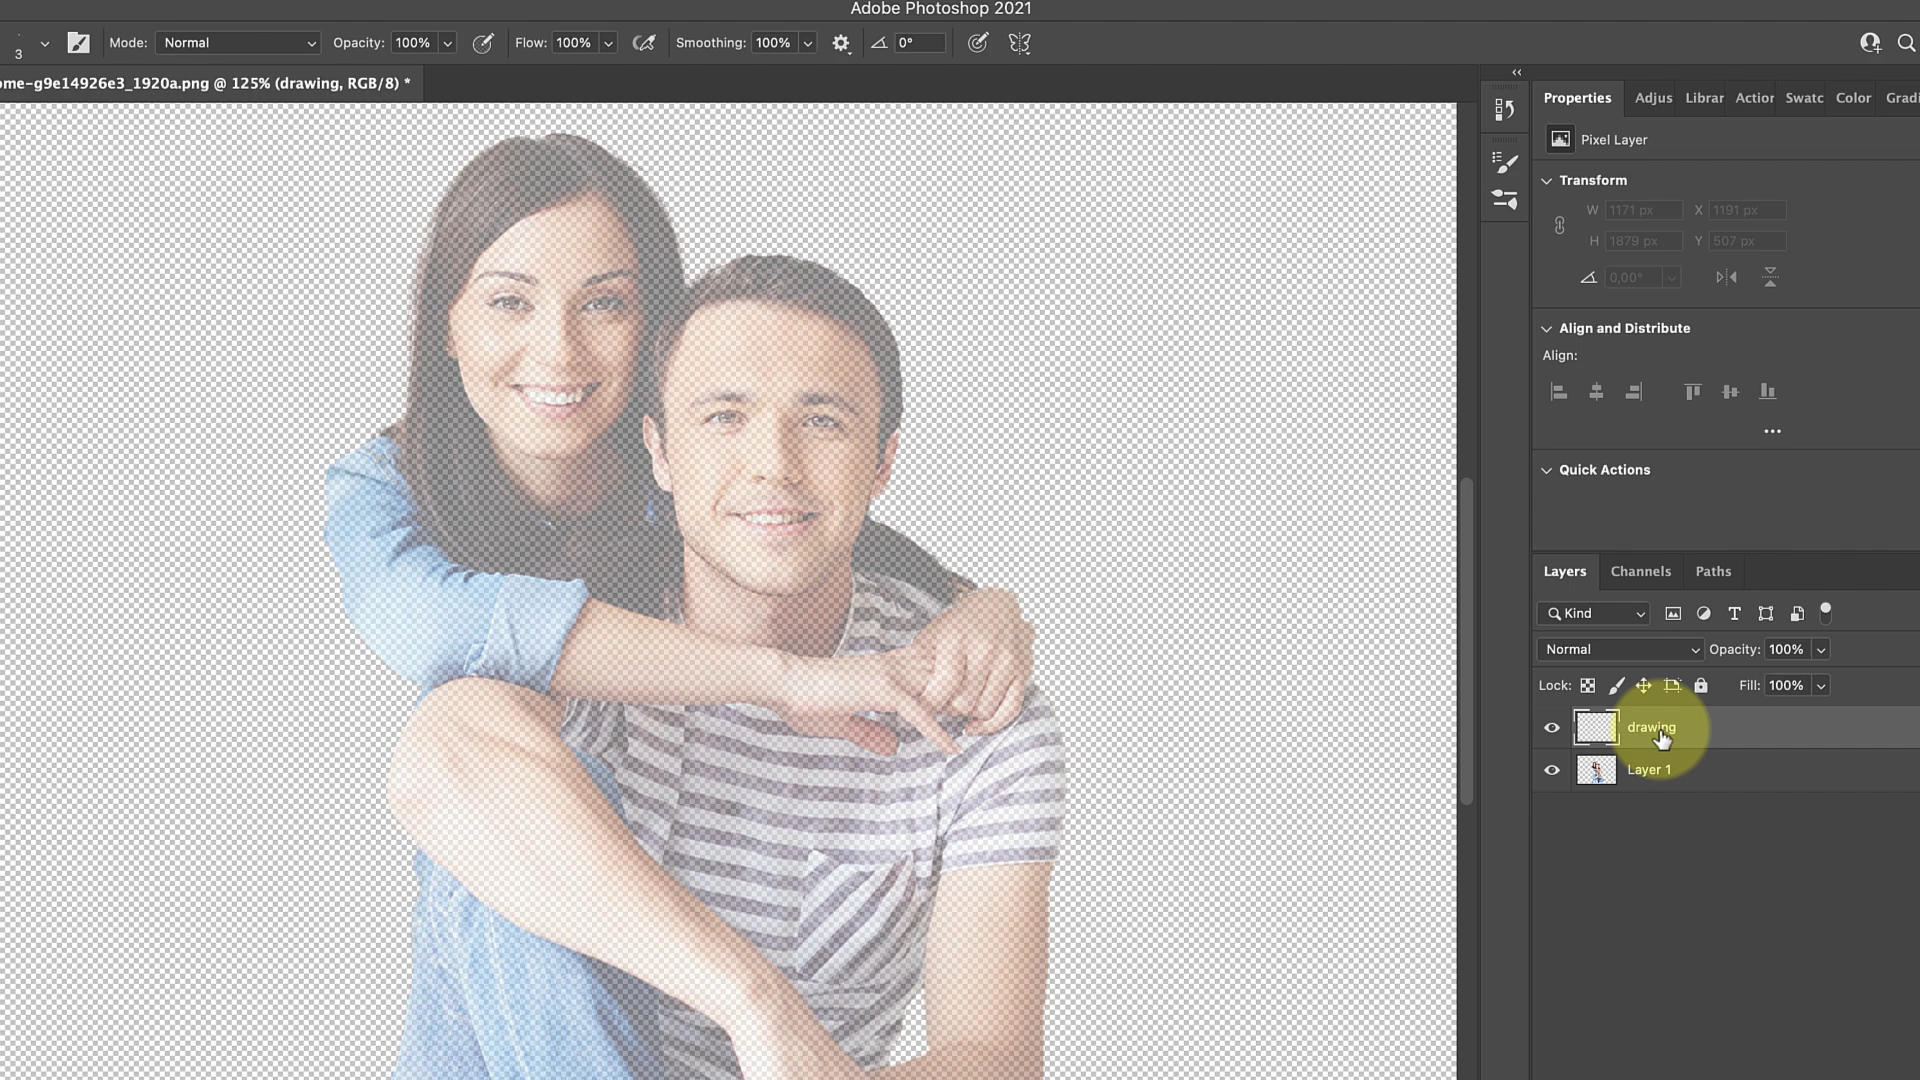 Adobe Photoshop 2021
3 Mode: Normal Opacity: 100% Flow: 100% Smoothing: 100% 0°
ome-g9e14926e3_1920a.png @ 125% (drawing, RGB/8) *
Properties Adjus Librar Action Swatc Color Gradi
Pixel Layer
Transform
W 1171 px X 1191 px
H 1879 px Y 507 px
0,00°
Align and Distribute
Align:
Quick Actions
Layers Channels Paths
Kind
Normal Opacity: 100%
Lock: Fill: 100%
drawing
Layer 1